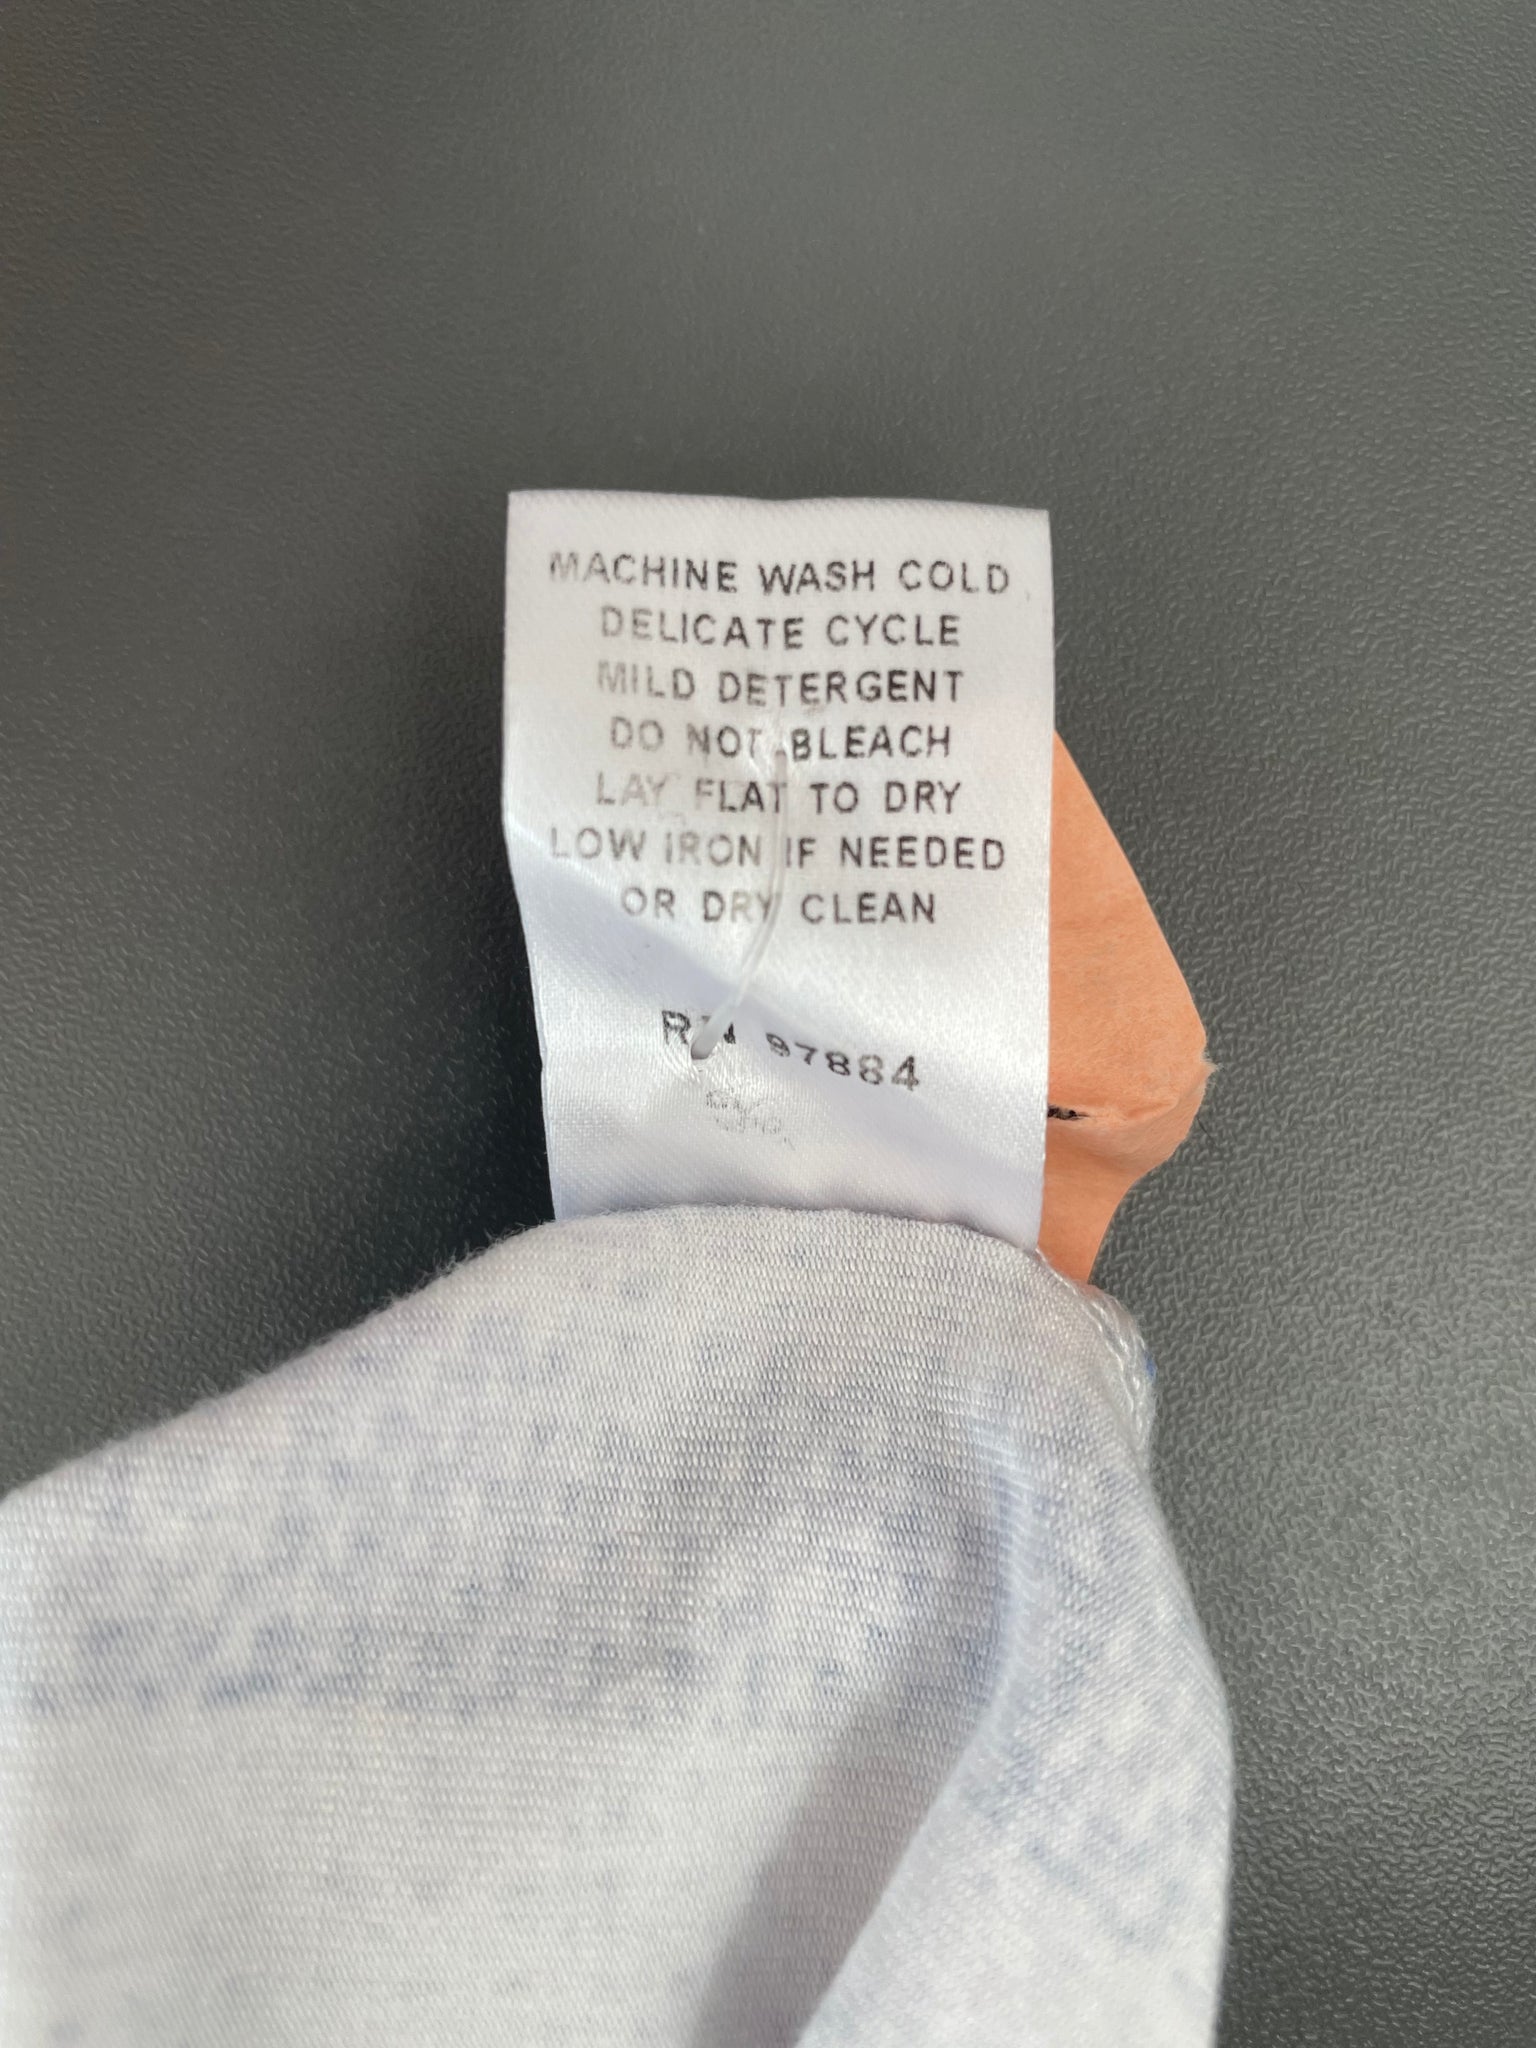 MACHINE WASH COLD
DELICATE CYCLE
MILD DETERGENT
DO NOT BLEACH
LAY FLAT TO DRY
LOW IRON IF NEEDED
OR DRY CLEAN
RN 97884